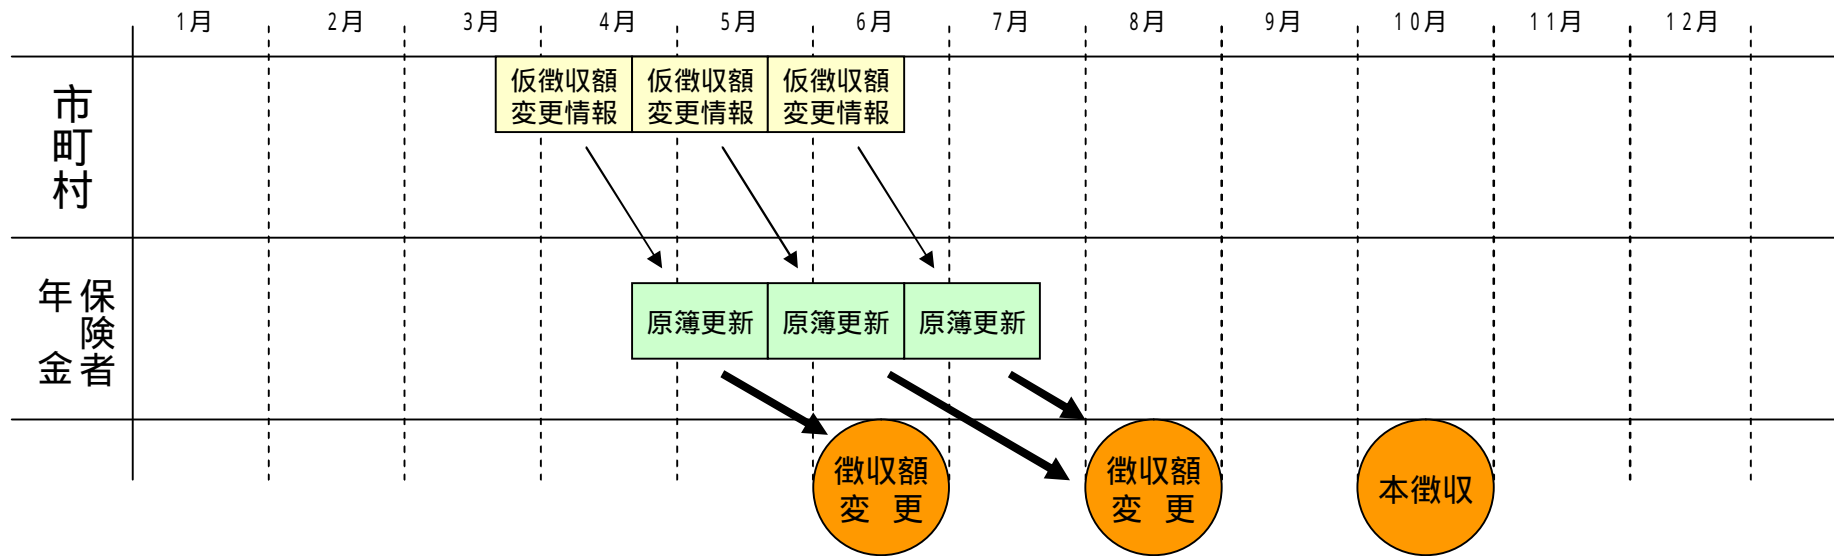 1月 2月 3月 4月 5月 6月 7月 8月 9月 10月 11月 12月
市町村
仮徴収額 仮徴収額 仮徴収額
変更情報 変更情報 変更情報
年金
保険者
原簿更新 原簿更新 原簿更新
徴収額
変 更
徴収額
変 更
本徴収